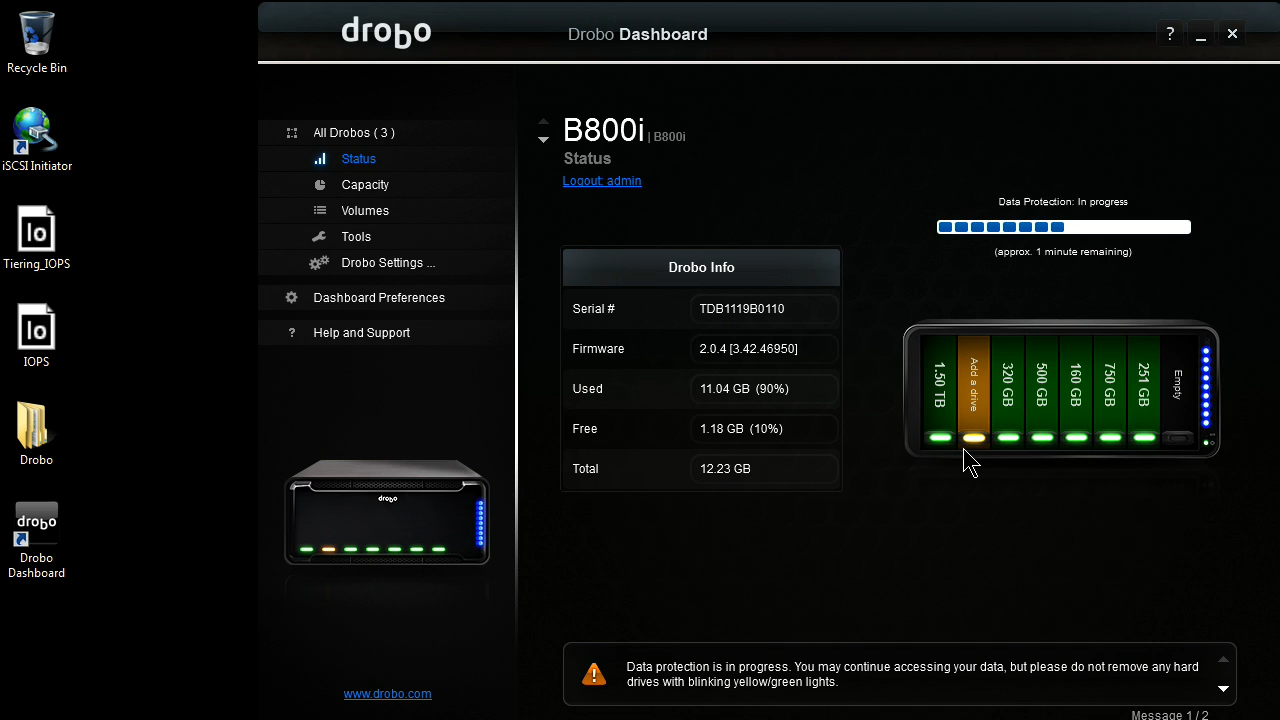 Recycle Bin
iSCSI Initiator
Tiering_IOPS
IOPS
Drobo
Drobo
Dashboard
drobo
Drobo Dashboard
?
All Drobos ( 3 )
Status
Capacity
Volumes
Tools
Drobo Settings ...
Dashboard Preferences
? Help and Support
drobo
www.drobo.com
B800i | B800i
Status
Logout: admin
Drobo Info
Serial # TDB1119B0110
Firmware 2.0.4 [3.42.46950]
Used 11.04 GB (90%)
Free 1.18 GB (10%)
Total 12.23 GB
Data Protection: In progress
(approx. 1 minute remaining)
1.50 TB
Add a drive
320 GB
500 GB
160 GB
750 GB
251 GB
Empty
Data protection is in progress. You may continue accessing your data, but please do not remove any hard
drives with blinking yellow/green lights.
Message 1 / 2
Io
Io
drobo